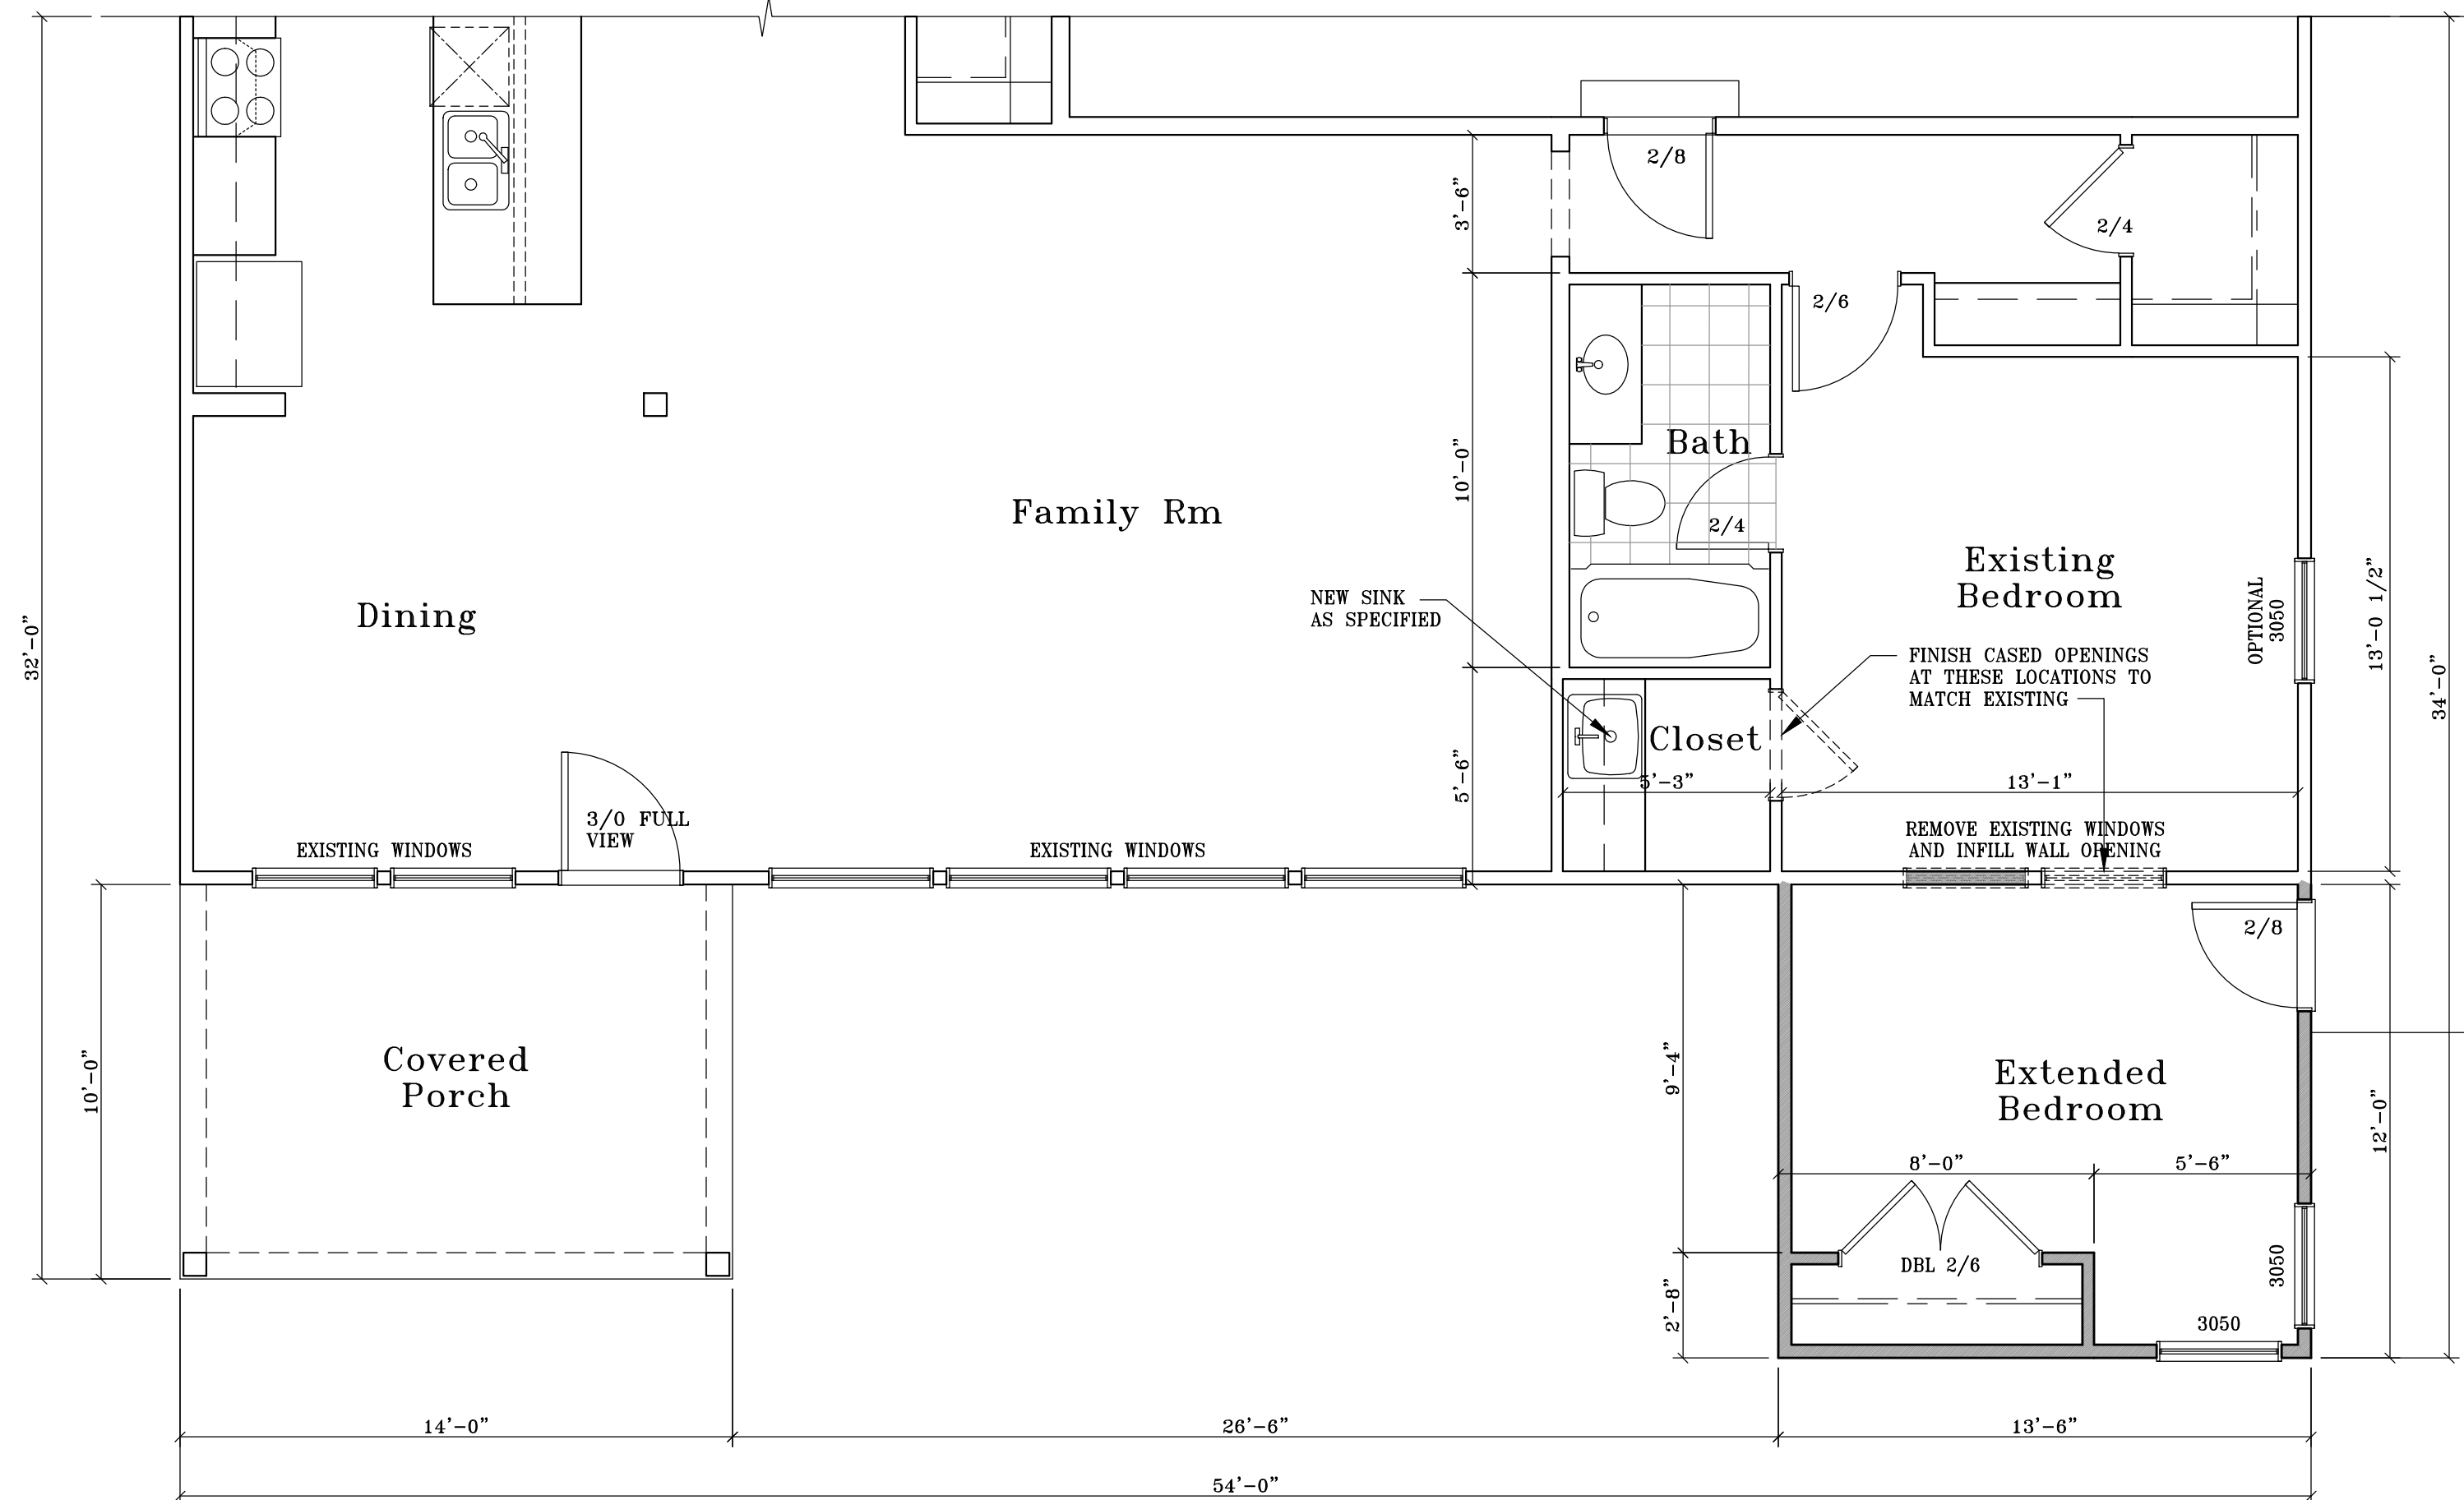 2/8
3'-6"
2/4
2/6
Bath
10'-0"
Family Rm
2/4
Existing
Bedroom
Dining
NEW SINK
AS SPECIFIED
OPTIONAL
3050
13'-0 1/2"
32'-0"
34'-0"
FINISH CASED OPENINGS
AT THESE LOCATIONS TO
MATCH EXISTING
Closet
5'-6"
5'-3"
13'-1"
3/0 FULL
VIEW
EXISTING WINDOWS
EXISTING WINDOWS
REMOVE EXISTING WINDOWS
AND INFILL WALL OPENING
2/8
Covered
Porch
10'-0"
9'-4"
Extended
Bedroom
12'-0"
8'-0"
5'-6"
DBL 2/6
3050
2'-8"
3050
14'-0"
26'-6"
13'-6"
54'-0"